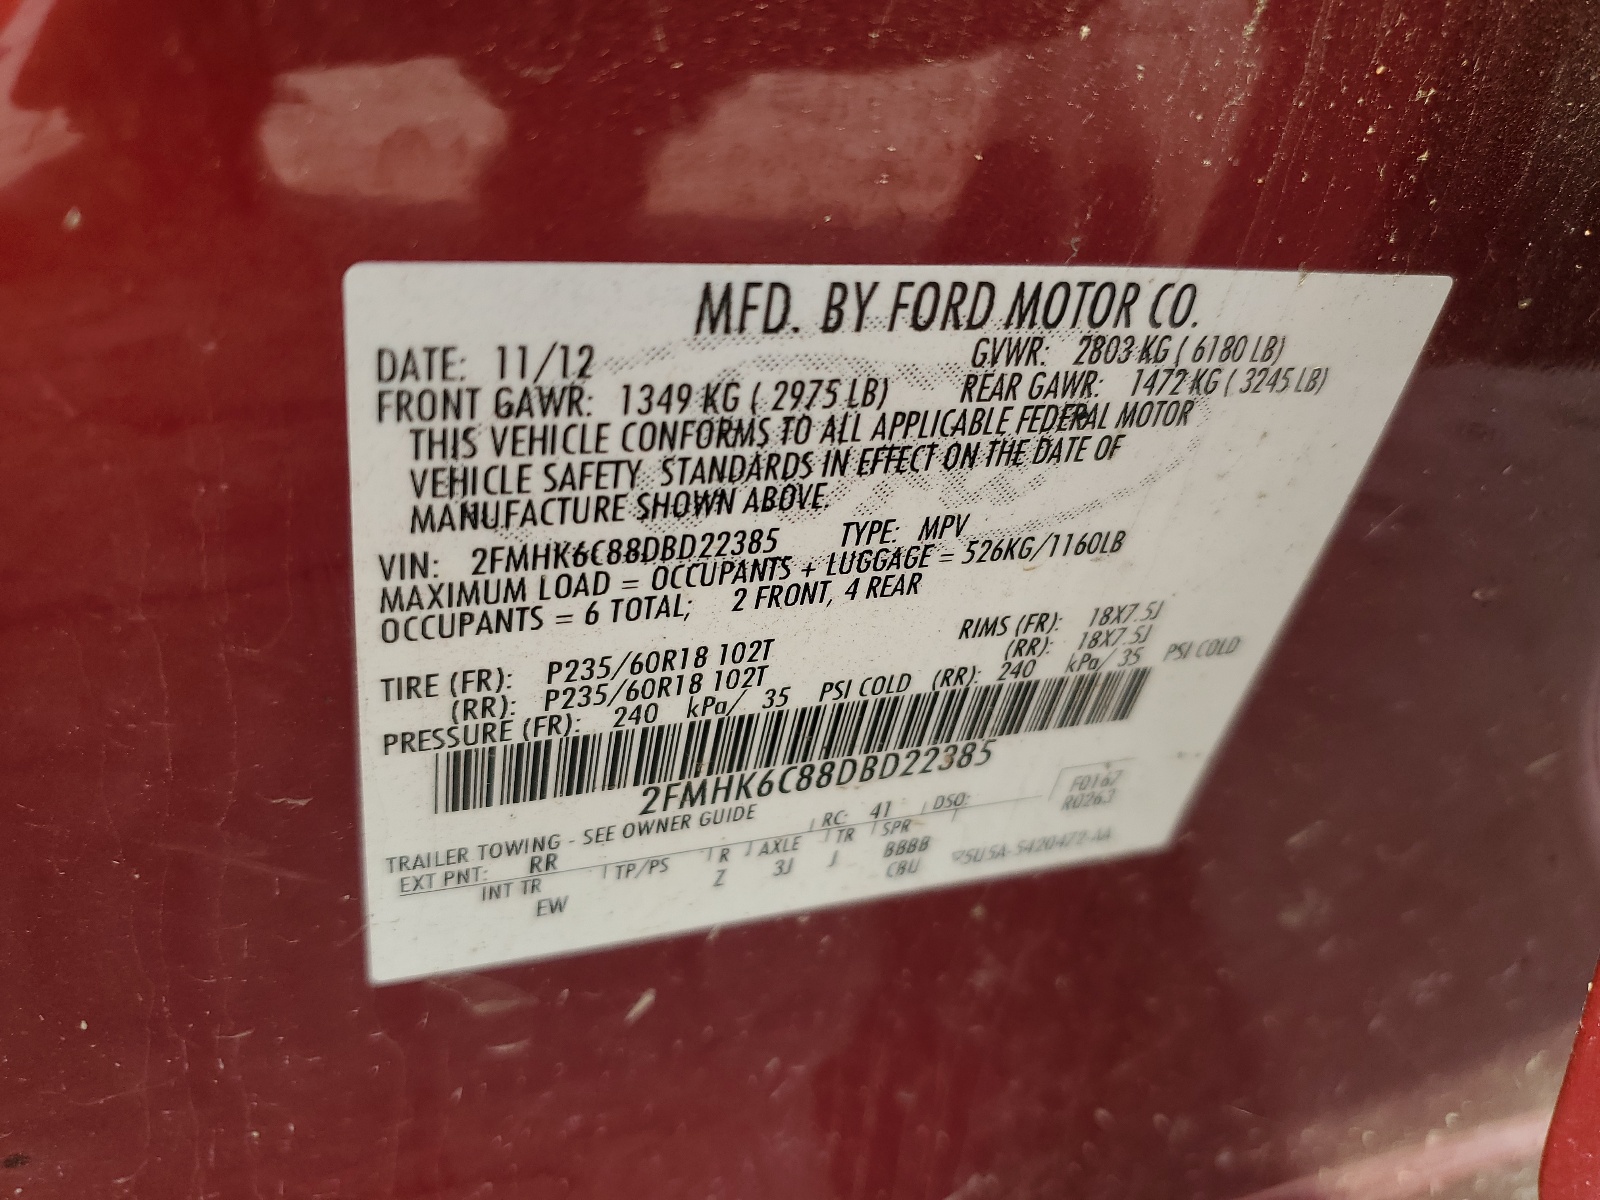 MFD. BY FORD MOTOR CO.
DATE: 11/12 GVWR: 2803 KG ( 6180 LB)
FRONT GAWR: 1349 KG ( 2975 LB) REAR GAWR: 1472 KG ( 3245 LB)
THIS VEHICLE CONFORMS TO ALL APPLICABLE FEDERAL MOTOR
VEHICLE SAFETY STANDARDS IN EFFECT ON THE DATE OF
MANUFACTURE SHOWN ABOVE.
VIN: 2FMHK6C88DBD22385 TYPE: MPV
MAXIMUM LOAD = OCCUPANTS + LUGGAGE = 526KG/1160LB
OCCUPANTS = 6 TOTAL; 2 FRONT, 4 REAR
TIRE (FR): P235/60R18 102T RIMS (FR): 18X7.5J
(RR): P235/60R18 102T (RR): 18X7.5J
PRESSURE (FR): 240 kPa/ 35 PSI COLD (RR): 240 kPa/ 35 PSI COLD
2FMHK6C88DBD22385
TRAILER TOWING - SEE OWNER GUIDE F0167
R0263
EXT PNT: RR RC: 41 DSO:
INT TR TP/PS R AXLE TR SPR
EW Z 3J J BBBB
CBU